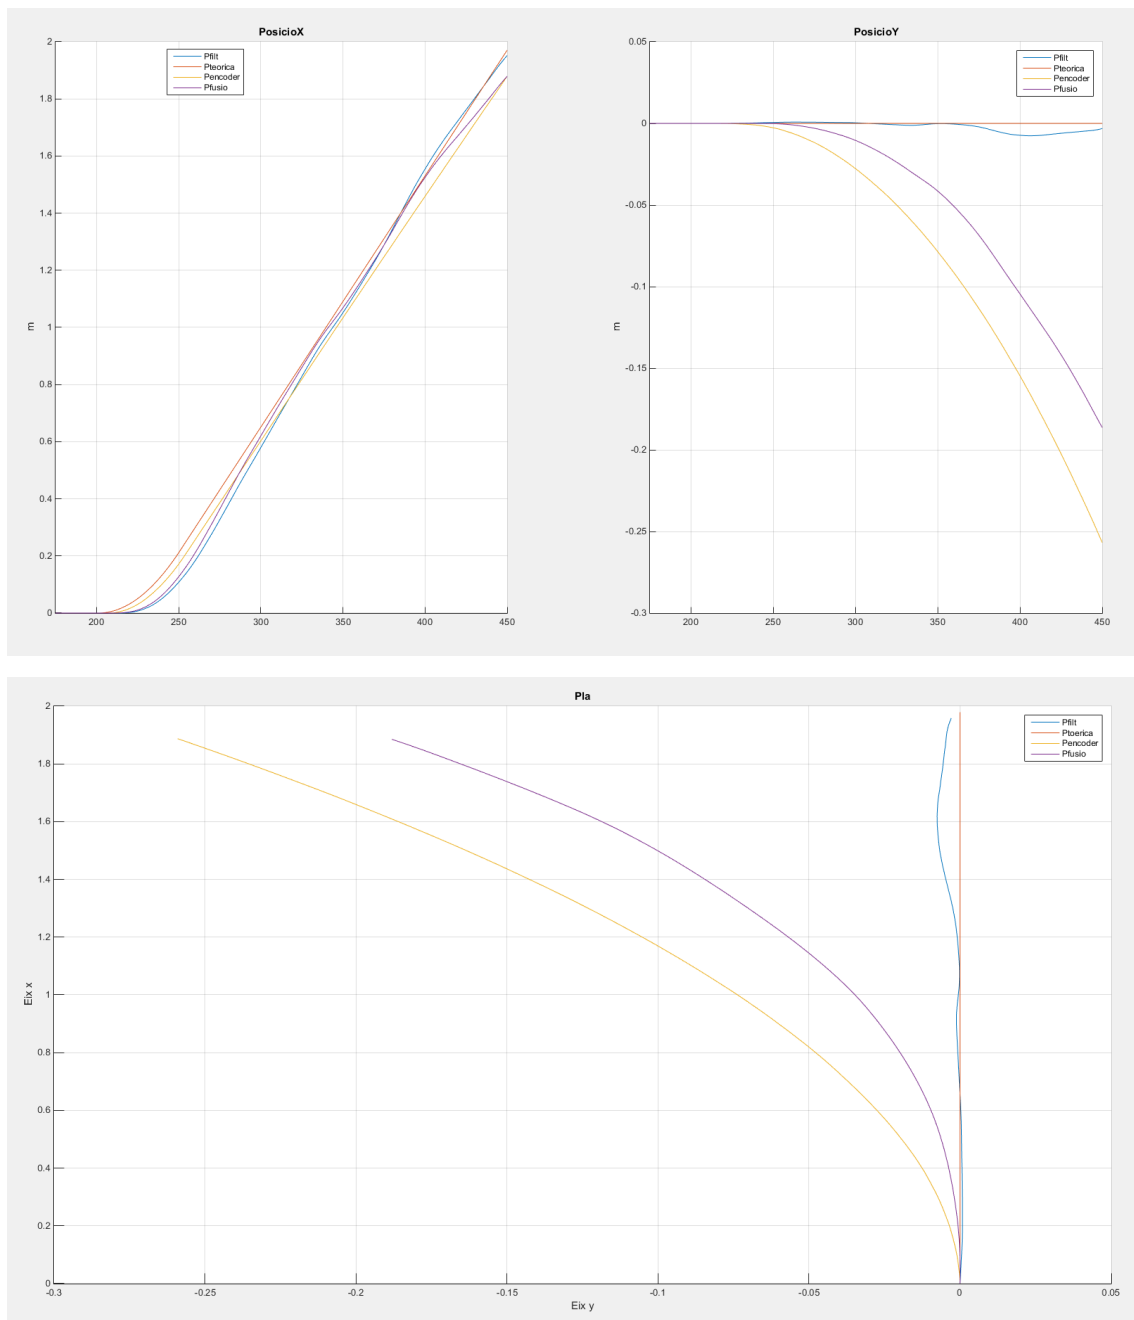 PosicioX
Pfilt
Pteorica
Pencoder
Pfusio
m
2
1.8
1.6
1.4
1.2
1
0.8
0.6
0.4
0.2
0
200 250 300 350 400 450
PosicioY
Pfilt
Pteorica
Pencoder
Pfusio
m
0.05
0
-0.05
-0.1
-0.15
-0.2
-0.25
-0.3
200 250 300 350 400 450
Pla
Pfilt
Ptoerica
Pencoder
Pfusio
Eix x
2
1.8
1.6
1.4
1.2
1
0.8
0.6
0.4
0.2
0
-0.3 -0.25 -0.2 -0.15 -0.1 -0.05 0 0.05
Eix y